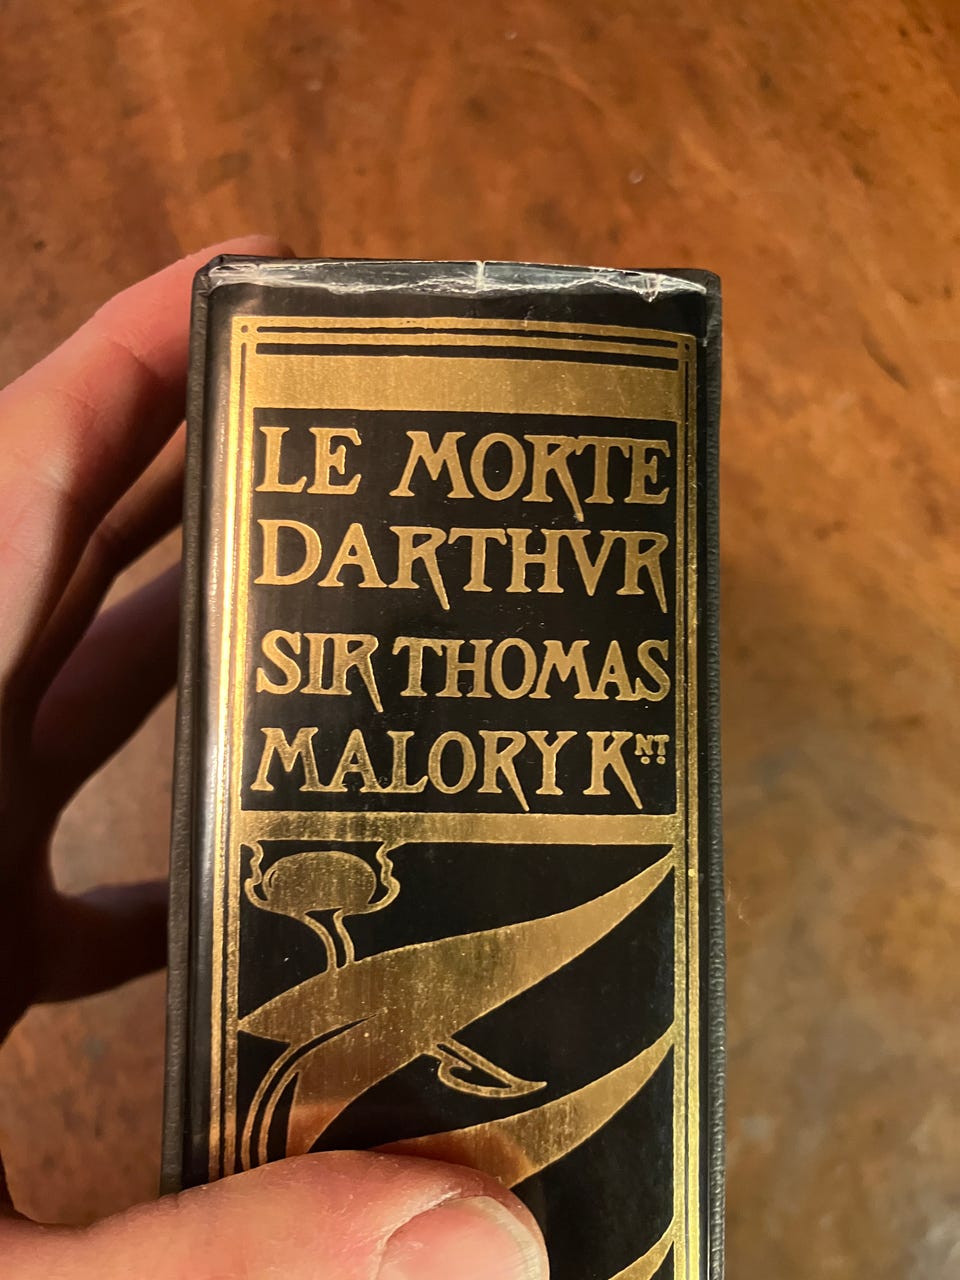 LE MORTE
DARTHVR
SIR THOMAS
MALORY KNT